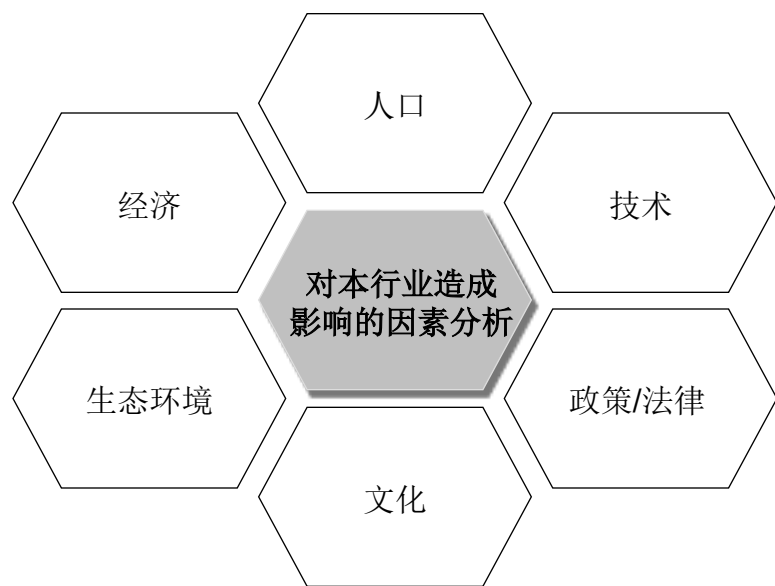 人口
经济
技术
对本行业造成
影响的因素分析
生态环境
政策/法律
文化